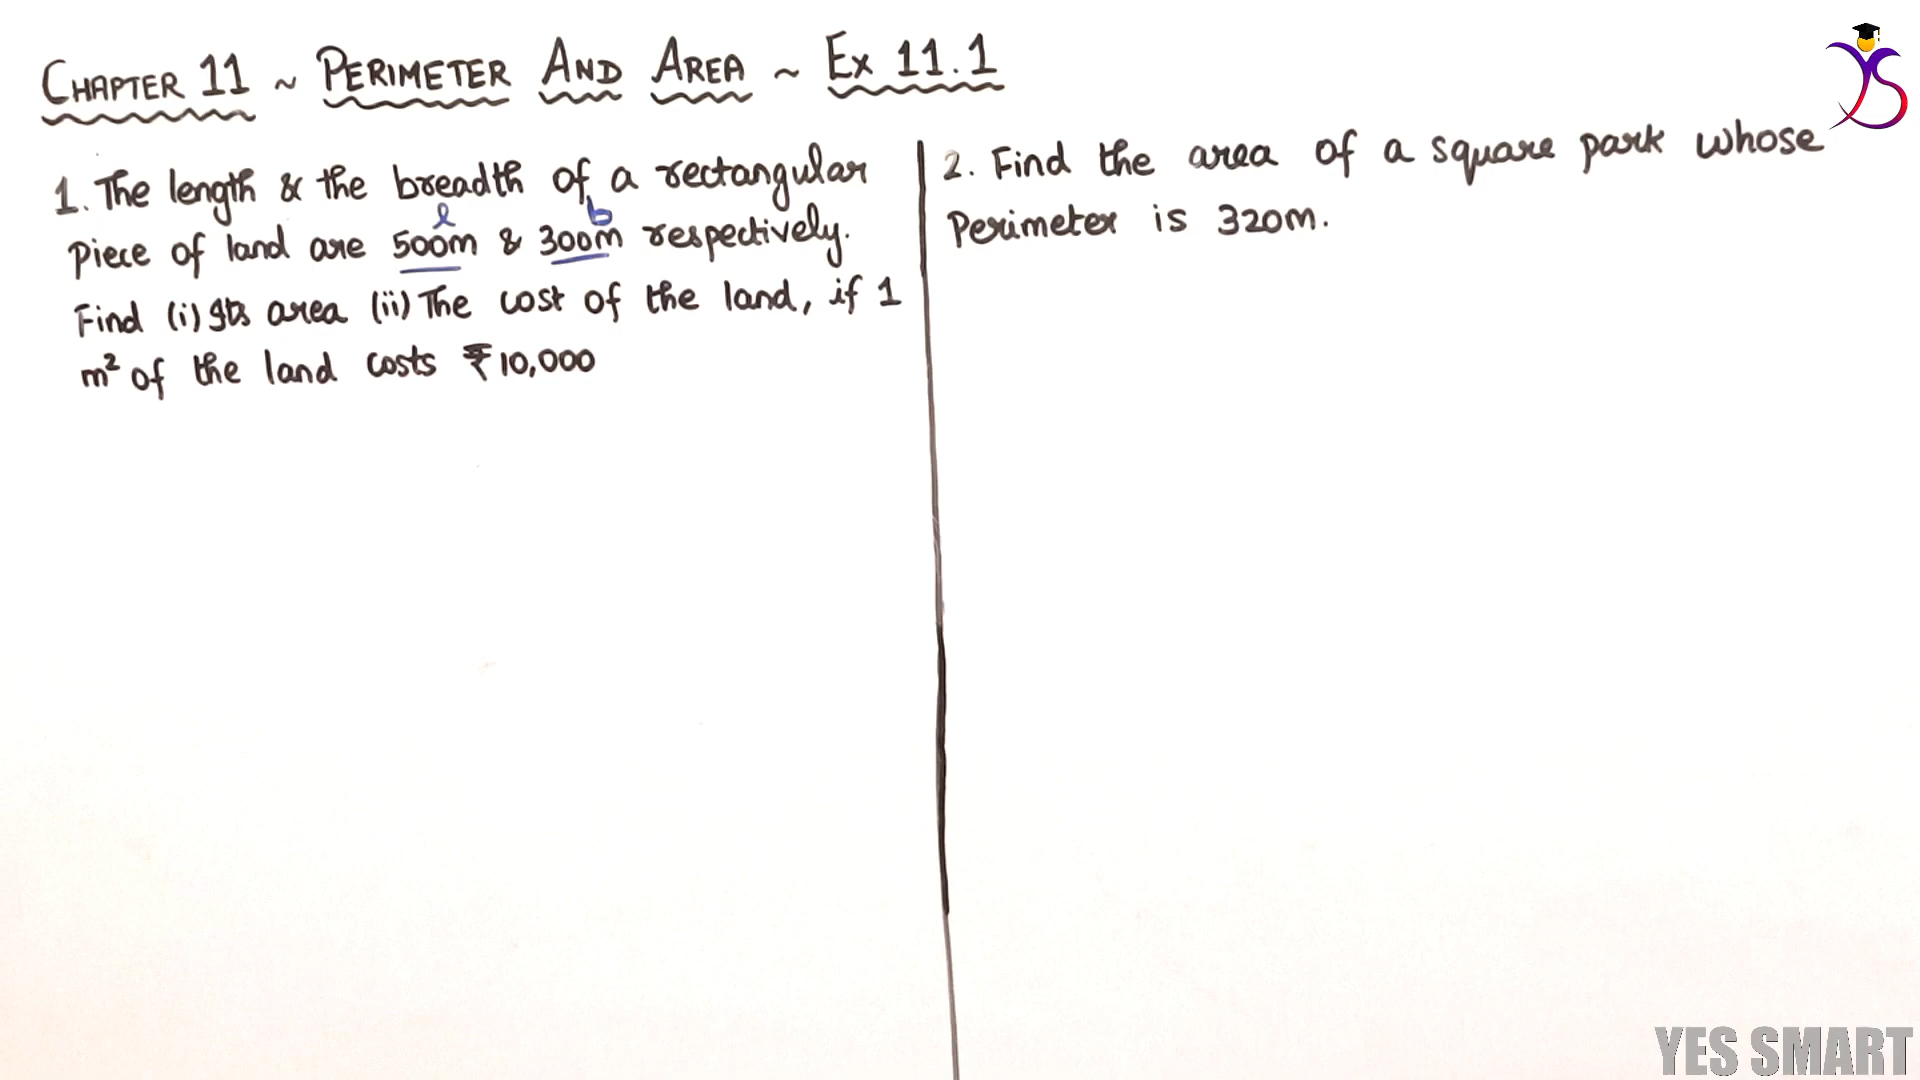 CHAPTER 11 ~ PERIMETER AND AREA ~ Ex 11.1
1. The length & the breadth of a rectangular
l b
piece of land are 500m & 300m respectively.
Find (i) Its area (ii) The cost of the land, if 1
m² of the land costs ₹10,000
2. Find the area of a square park whose
Perimeter is 320m.
YS
YES SMART